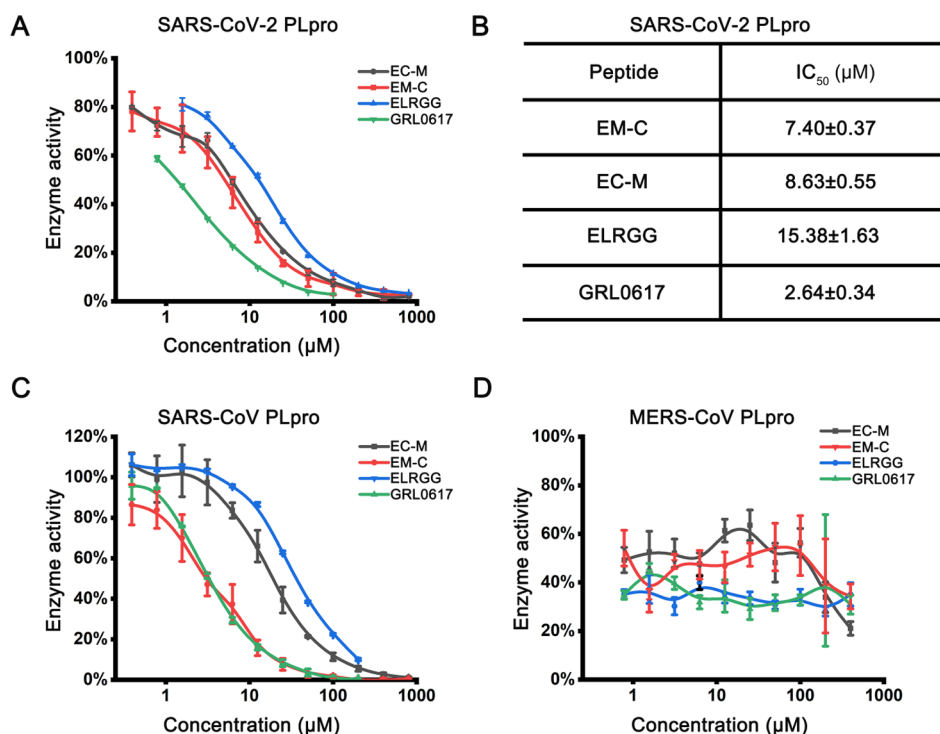 A
SARS-CoV-2 PLpro
EC-M
EM-C
ELRGG
GRL0617
Enzyme activity
100%
80%
60%
40%
20%
0%
1
10
100
1000
Concentration (µM)
B
SARS-CoV-2 PLpro
Peptide IC50 (µM)
EM-C 7.40±0.37
EC-M 8.63±0.55
ELRGG 15.38±1.63
GRL0617 2.64±0.34
C
SARS-CoV PLpro
EC-M
EM-C
ELRGG
GRL0617
Enzyme activity
120%
100%
80%
60%
40%
20%
0%
1
10
100
1000
Concentration (µM)
D
MERS-CoV PLpro
EC-M
EM-C
ELRGG
GRL0617
Enzyme activity
100%
80%
60%
40%
20%
0%
1
10
100
1000
Concentration (µM)